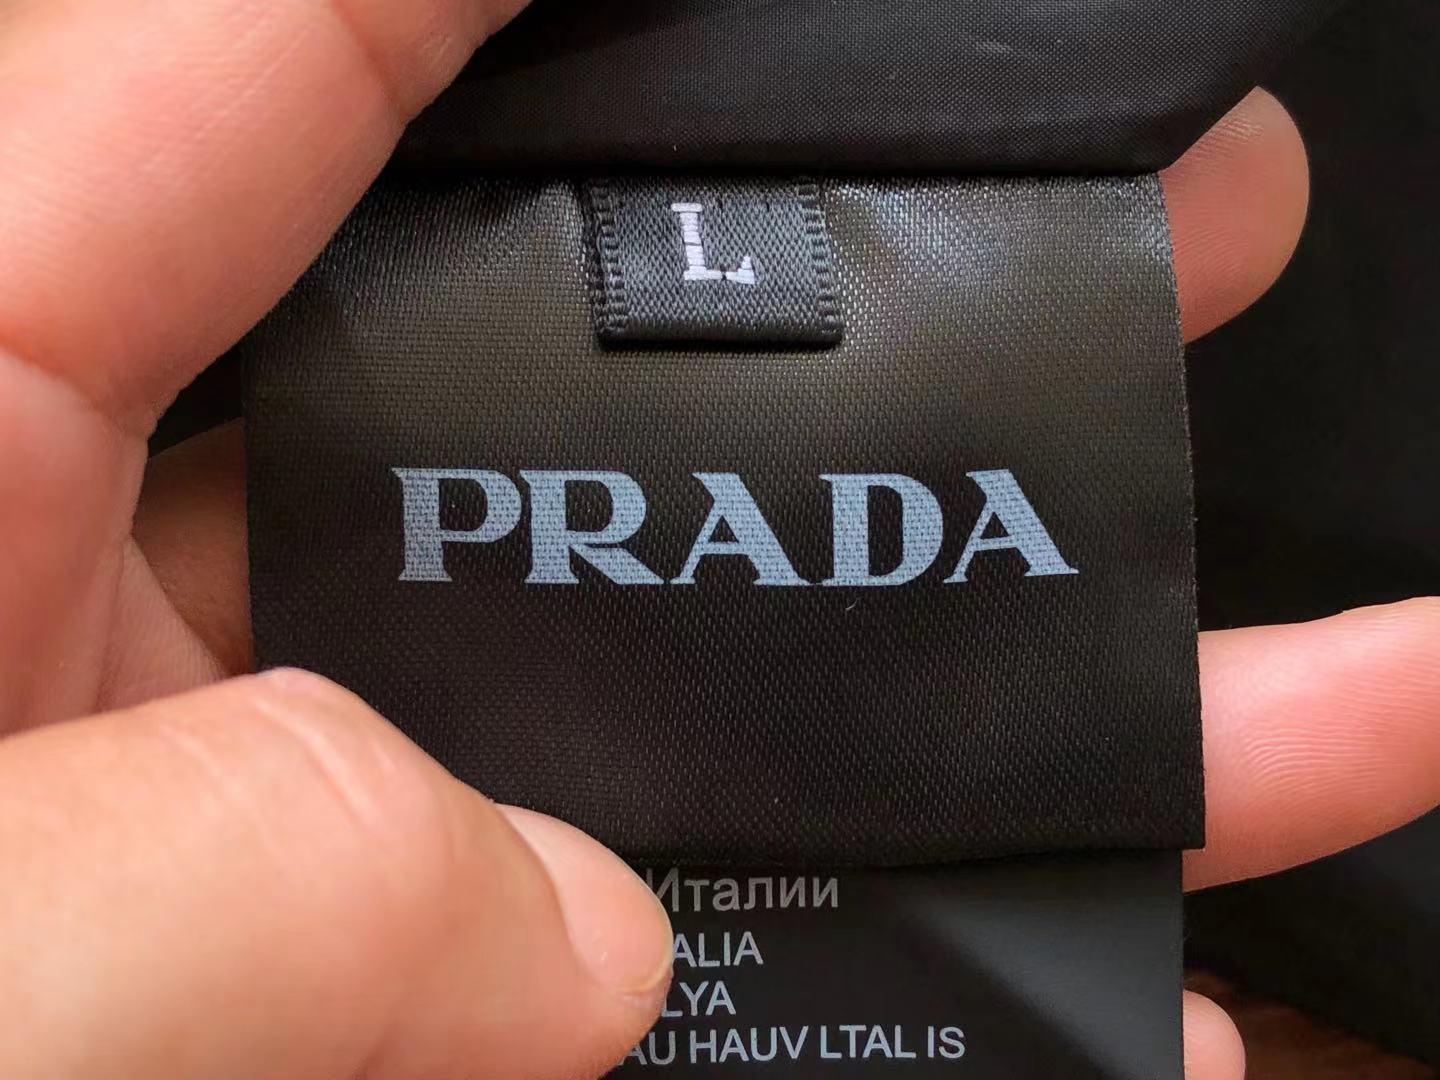 L
PRADA
Италии
ALIA
LYA
AU HAUV LTAL IS